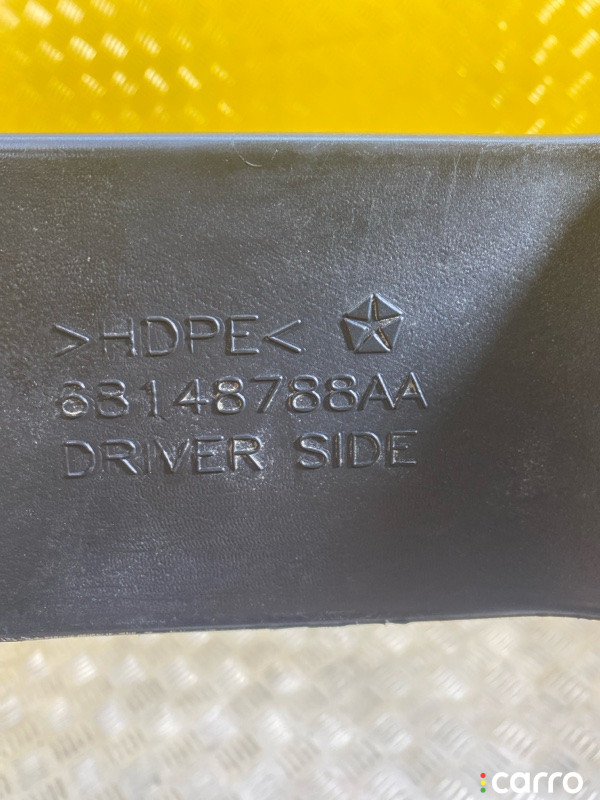 >HDPE<
68148788AA
DRIVER SIDE
carro